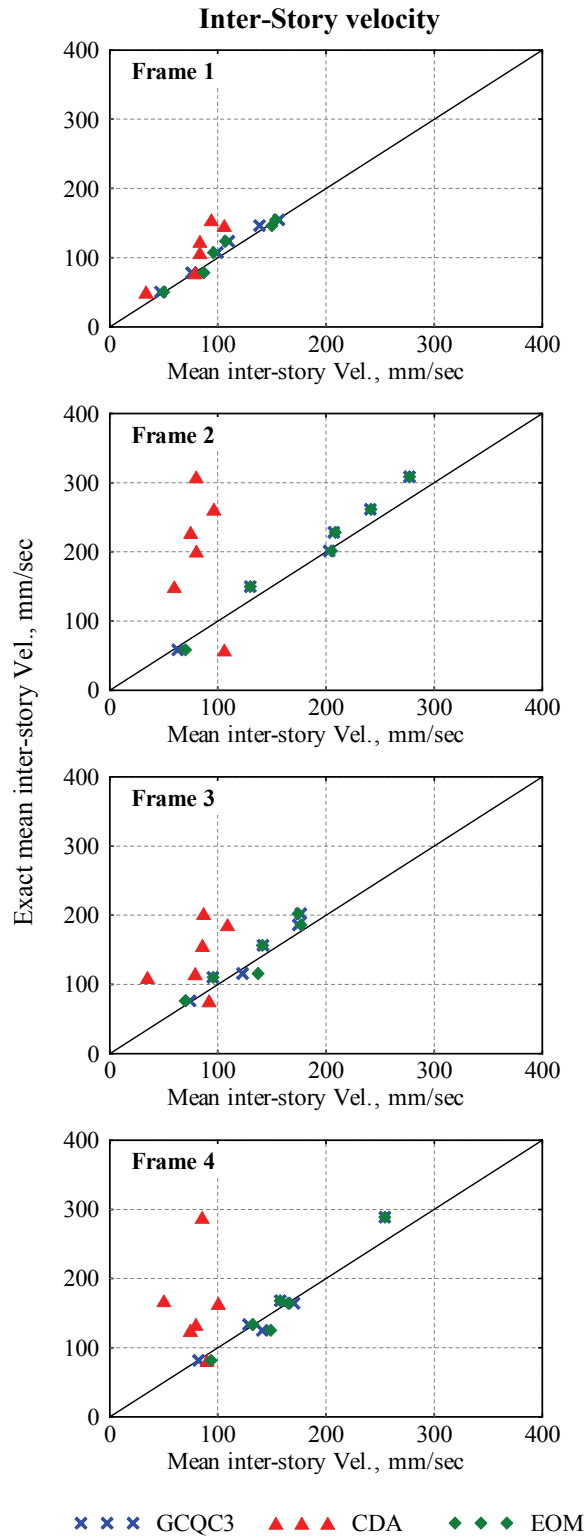 Inter-Story velocity
Exact mean inter-story Vel., mm/sec
Frame 1
400
300
200
100
0
0 100 200 300 400
Mean inter-story Vel., mm/sec
Frame 2
400
300
200
100
0
0 100 200 300 400
Mean inter-story Vel., mm/sec
Frame 3
400
300
200
100
0
0 100 200 300 400
Mean inter-story Vel., mm/sec
Frame 4
400
300
200
100
0
0 100 200 300 400
Mean inter-story Vel., mm/sec
GCQC3 CDA EOM